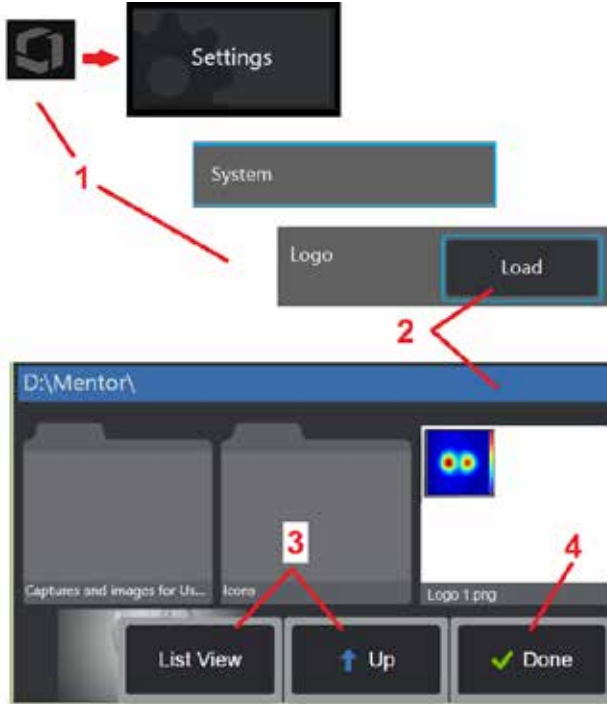 Settings
1
System
Logo
Load
2
D:\Mentor\
3
4
Captures and images for Us...
Icons
Logo 1.png
List View
Up
Done